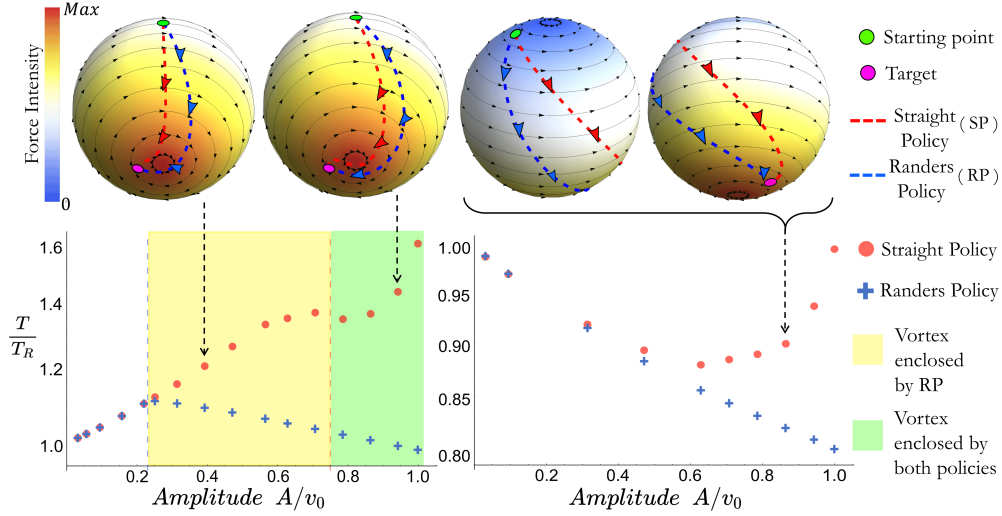 Max
Force Intensity
0
Starting point
Target
Straight Policy (SP)
Randers Policy (RP)
1.6
1.4
1.2
1.0
T/T_R
0.2
0.4
0.6
0.8
1.0
Amplitude A/v₀
1.00
0.95
0.90
0.85
0.80
0.2
0.4
0.6
0.8
1.0
Amplitude A/v₀
Straight Policy
Randers Policy
Vortex
enclosed
by RP
Vortex
enclosed by
both policies